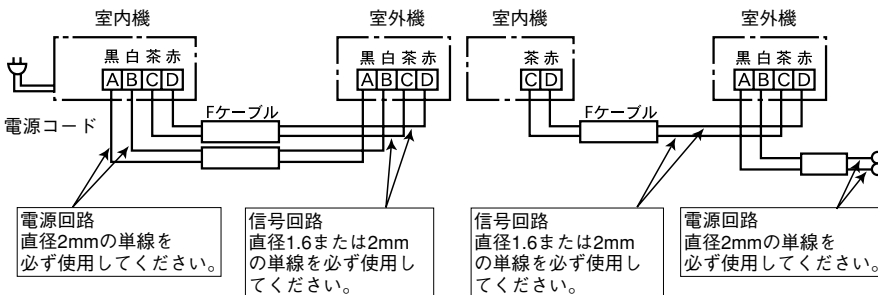 室内機
室外機
黒 白 茶 赤
A B C D
黒 白 茶 赤
A B C D
Fケーブル
電源コード
電源回路
直径2mmの単線を
必ず使用してください。
信号回路
直径1.6または2mm
の単線を必ず使用し
てください。
室内機
室外機
茶 赤
C D
黒 白 茶 赤
A B C D
Fケーブル
信号回路
直径1.6または2mm
の単線を必ず使用し
てください。
電源回路
直径2mmの単線を
必ず使用してください。